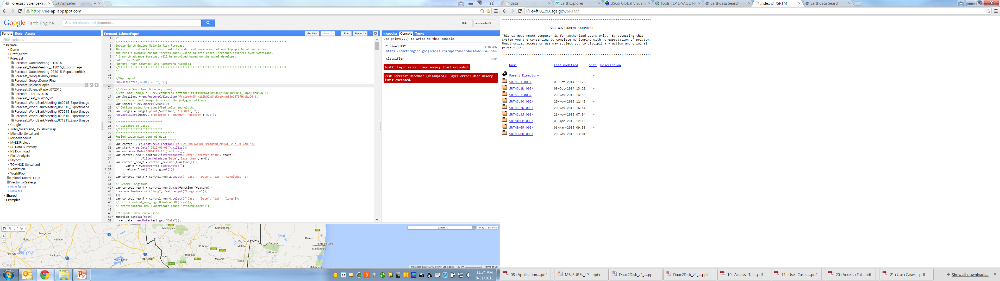 Forecast_SciencePap
ArifZefen
https://ee-api.appspot.com
Google Earth Engine
Search places and datasets...
Help
alemayehu79
Scripts Docs Assets
Filter scripts...
Private
Demo
Draft_Script
Forecast
Forecast_GatesMeeting_013015
Forecast_GatesMeeting_013015_ExportImage
Forecast_GatesMeeting_073015_PopulationRisk
Forecast_GoogleDemo_080415
Forecast_GoogleDemo_Final
Forecast_SciencePaper
Forecast_SciencePaper_072015
Forecast_Test_072015
Forecast_Test_072015_v2
Forecast_WorldBankMeeting_060215_ExportImage
Forecast_WorldBankMeeting_061615_ExportImage
Forecast_WorldBankMeeting_070215_ExportImage
Forecast_WorldBankMeeting_070615_ExportImage
Forecast_WorldBankMeeting_071315_ExportImage
Google
John_Swaziland_HousholdMap
Michelle_Swaziland
Missellaneous
MyEE Project
RS Data Summary
RS Download
Risk Analysis
Skybox
TOMNOD Swaziland
Validation
WorldPop
Upload_Raster_EE.js
VectorToRaster.js
+ New folder
+ New file
Shared
Examples
Forecast_SciencePaper
Get Link Save Run Reset
1 /*
2 //****************************************************************************************************
3 Google Earth Engine Malaria Risk Forecast
4 This script extracts values of satellite derived environmental and topographical variables
5 and runs a dynamic random forests model using malaria cases (presence/absence) over Swaziland.
6 A 1 month advance forecast will be provided based on the model developed.
7 Date: 06/02/2015
8 Authors: Hugh Sturrock and Alemayehu Midekisa
9 //****************************************************************************************************
10 */
11
12 //Map Layout
13 Map.setCenter(32.01,-26.87, 9);
14
15 // Create Swaziland boundary (new)
16 //var Swaziland_Old = ee.FeatureCollection('ft:1zmvdNOGmi0AG8BQY09wKknM2N5K_3YQwBL8nR5xQ');
17 var Swaziland = ee.FeatureCollection('ft:1pY9y9M_M1LZWGQbW4zKte0ndmSSmlBT3RHhsWzQ6');
18 // Create a blank image to accept the polygon outlines.
19 var image1 = ee.Image(0).mask(0);
20 // Outline using the specified color and width.
21 var image2 = image1.paint(Swaziland, 'ff00ff', 2);
22 Map.addLayer(image2, {'palette': '000000', 'opacity': 0.5});
23
24 //**************************
25 // Distance to Cases
26 //**************************
27 /**********************************
28 Fusion table with control data
29 ***********************************/
30 var control = ee.FeatureCollection('ft:19v_0hbHWwFRH-1PfoQpm0_ek6Qd_-c9o_UKfGqhJ');
31 var start = ee.Date('2012-09-03').millis();
32 var end = ee.Date('2014-12-13').millis();
33 var control_new = control.filterMetadata('Date','greater_than', start)
34 .filterMetadata('Date','less_than', end);
35 var control_new_2 = control_new.map(function(f) {
36 var g = f.geometry().coordinates();
37 return f.set('lat', g.get(1))
38 })
39 var control_new_3 = control_new_2.select(['Case', 'Date', 'lat', 'Longitude']);
40
41 // Rename longitude
42 var control_new_4 = control_new_3.map(function (feature) {
43 return feature.set("long", feature.get("Longitude"));
44 });
45 var control_new_5 = control_new_4.select(['Case', 'Date', 'lat', 'long']);
46 // print(control_new_5.getDownloadURL('csv'));
47 // print(control_new_5.aggregate_count('system:index'));
48
49 //Calander date conversion
50 function datecal(test) {
51 var date = ee.Date(test.get("Date"));
Inspector Console Tasks
Use print(...) to write to this console.
"joined RS" Formatted
https://earthengine.googleapis.com/api/table?docid=b566a... JSON
classifier JSON
test2: Layer error: User memory limit exceeded.
Risk Forecast December (Resampled): Layer error: User memory
limit exceeded.
Layers Map Satellite
Mankayane
Siphofaneni
Morgenzon
Alpha
Hanover
Daniel
Big Bend
Catuane
Ponta do Ouro
Kubuta
Matata
Mahlungulu
Standerton
Aankomst
KwaNgema
Piet Retief
Gege
Hlatikulu
Maloma
Nsoko
Ndumu
Malangeni
Google
Map data ©2015 AfriGIS (Pty) Ltd, Google 20 km Terms of Use
11:24 AM
8/31/2015
data
EarthExplorer
USGS Global Visualiz
Tools | LP DAAC :: NA
Earthdata Search
Index of /SRTM
Earthdata Search
e4ftl01.cr.usgs.gov/SRTM/
********************************************************************************
U.S. GOVERNMENT COMPUTER
This US Government computer is for authorized users only. By accessing this
system you are consenting to complete monitoring with no expectation of privacy.
Unauthorized access or use may subject you to disciplinary action and criminal
prosecution.
********************************************************************************
Name Last modified Size Description
Parent Directory -
SRTMGL1.003/ 09-Oct-2014 11:26 -
SRTMGL1N.003/ 09-Oct-2014 13:20 -
SRTMGL3.003/ 20-Nov-2013 14:56 -
SRTMGL30.002/ 20-Nov-2013 12:43 -
SRTMGL3N.003/ 20-Nov-2013 16:14 -
SRTMGL3S.003/ 21-Nov-2013 07:54 -
SRTMIMGM.003/ 03-Apr-2015 12:16 -
SRTMIMGR.003/ 01-Mar-2015 09:51 -
SRTMSWBD.003/ 20-Nov-2013 13:01 -
08+Application....pdf
MEaSUREs_LP....pptx
Daac2Disk_v4_....ppt
Daac2Disk_v4_....ppt
10+Access+Tal....pdf
11+Use+Cases....pdf
20+Access+Tal....pdf
21+Use+Cases....pdf
Show all downloads...